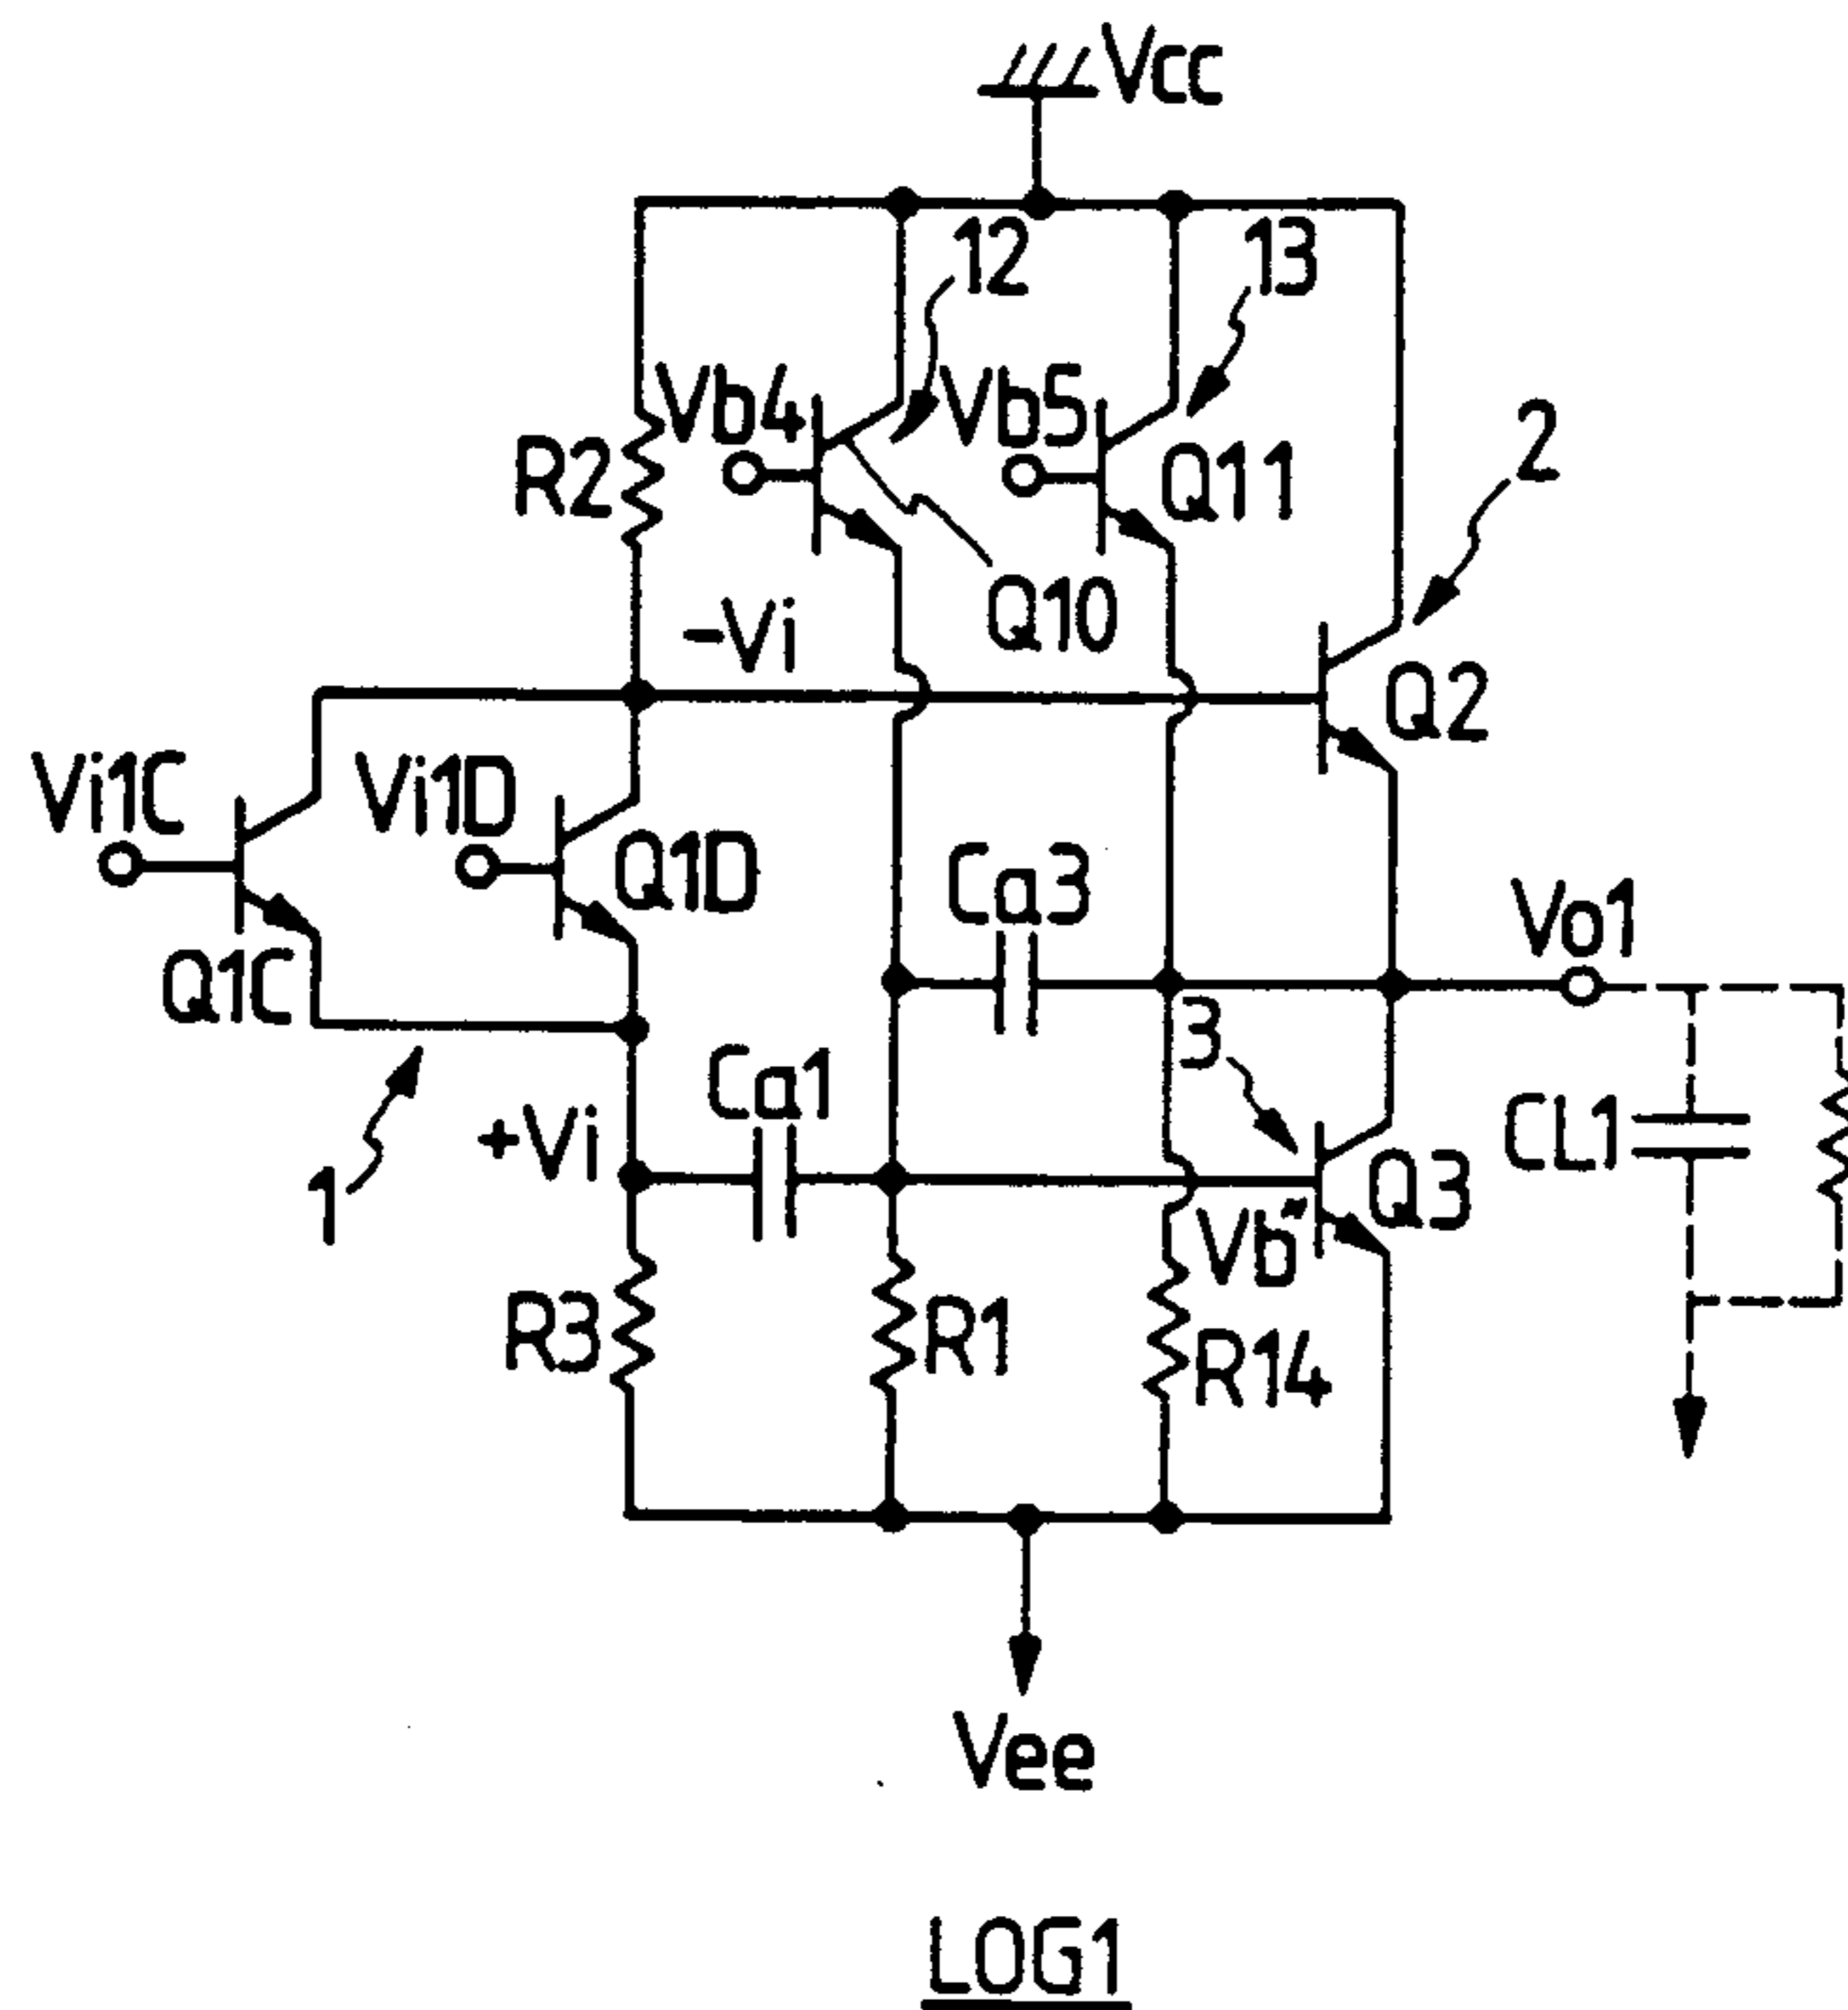 Vcc
12
13
Vb4
Vb5
R2
Q11
2
Q10
-Vi
Q2
Vi1C
Vi1D
Q1D
Ca3
Vo1
Q1C
3
Ca1
+Vi
CL1
1
Q3
Vb"
R3
R1
R14
Vee
LOG1